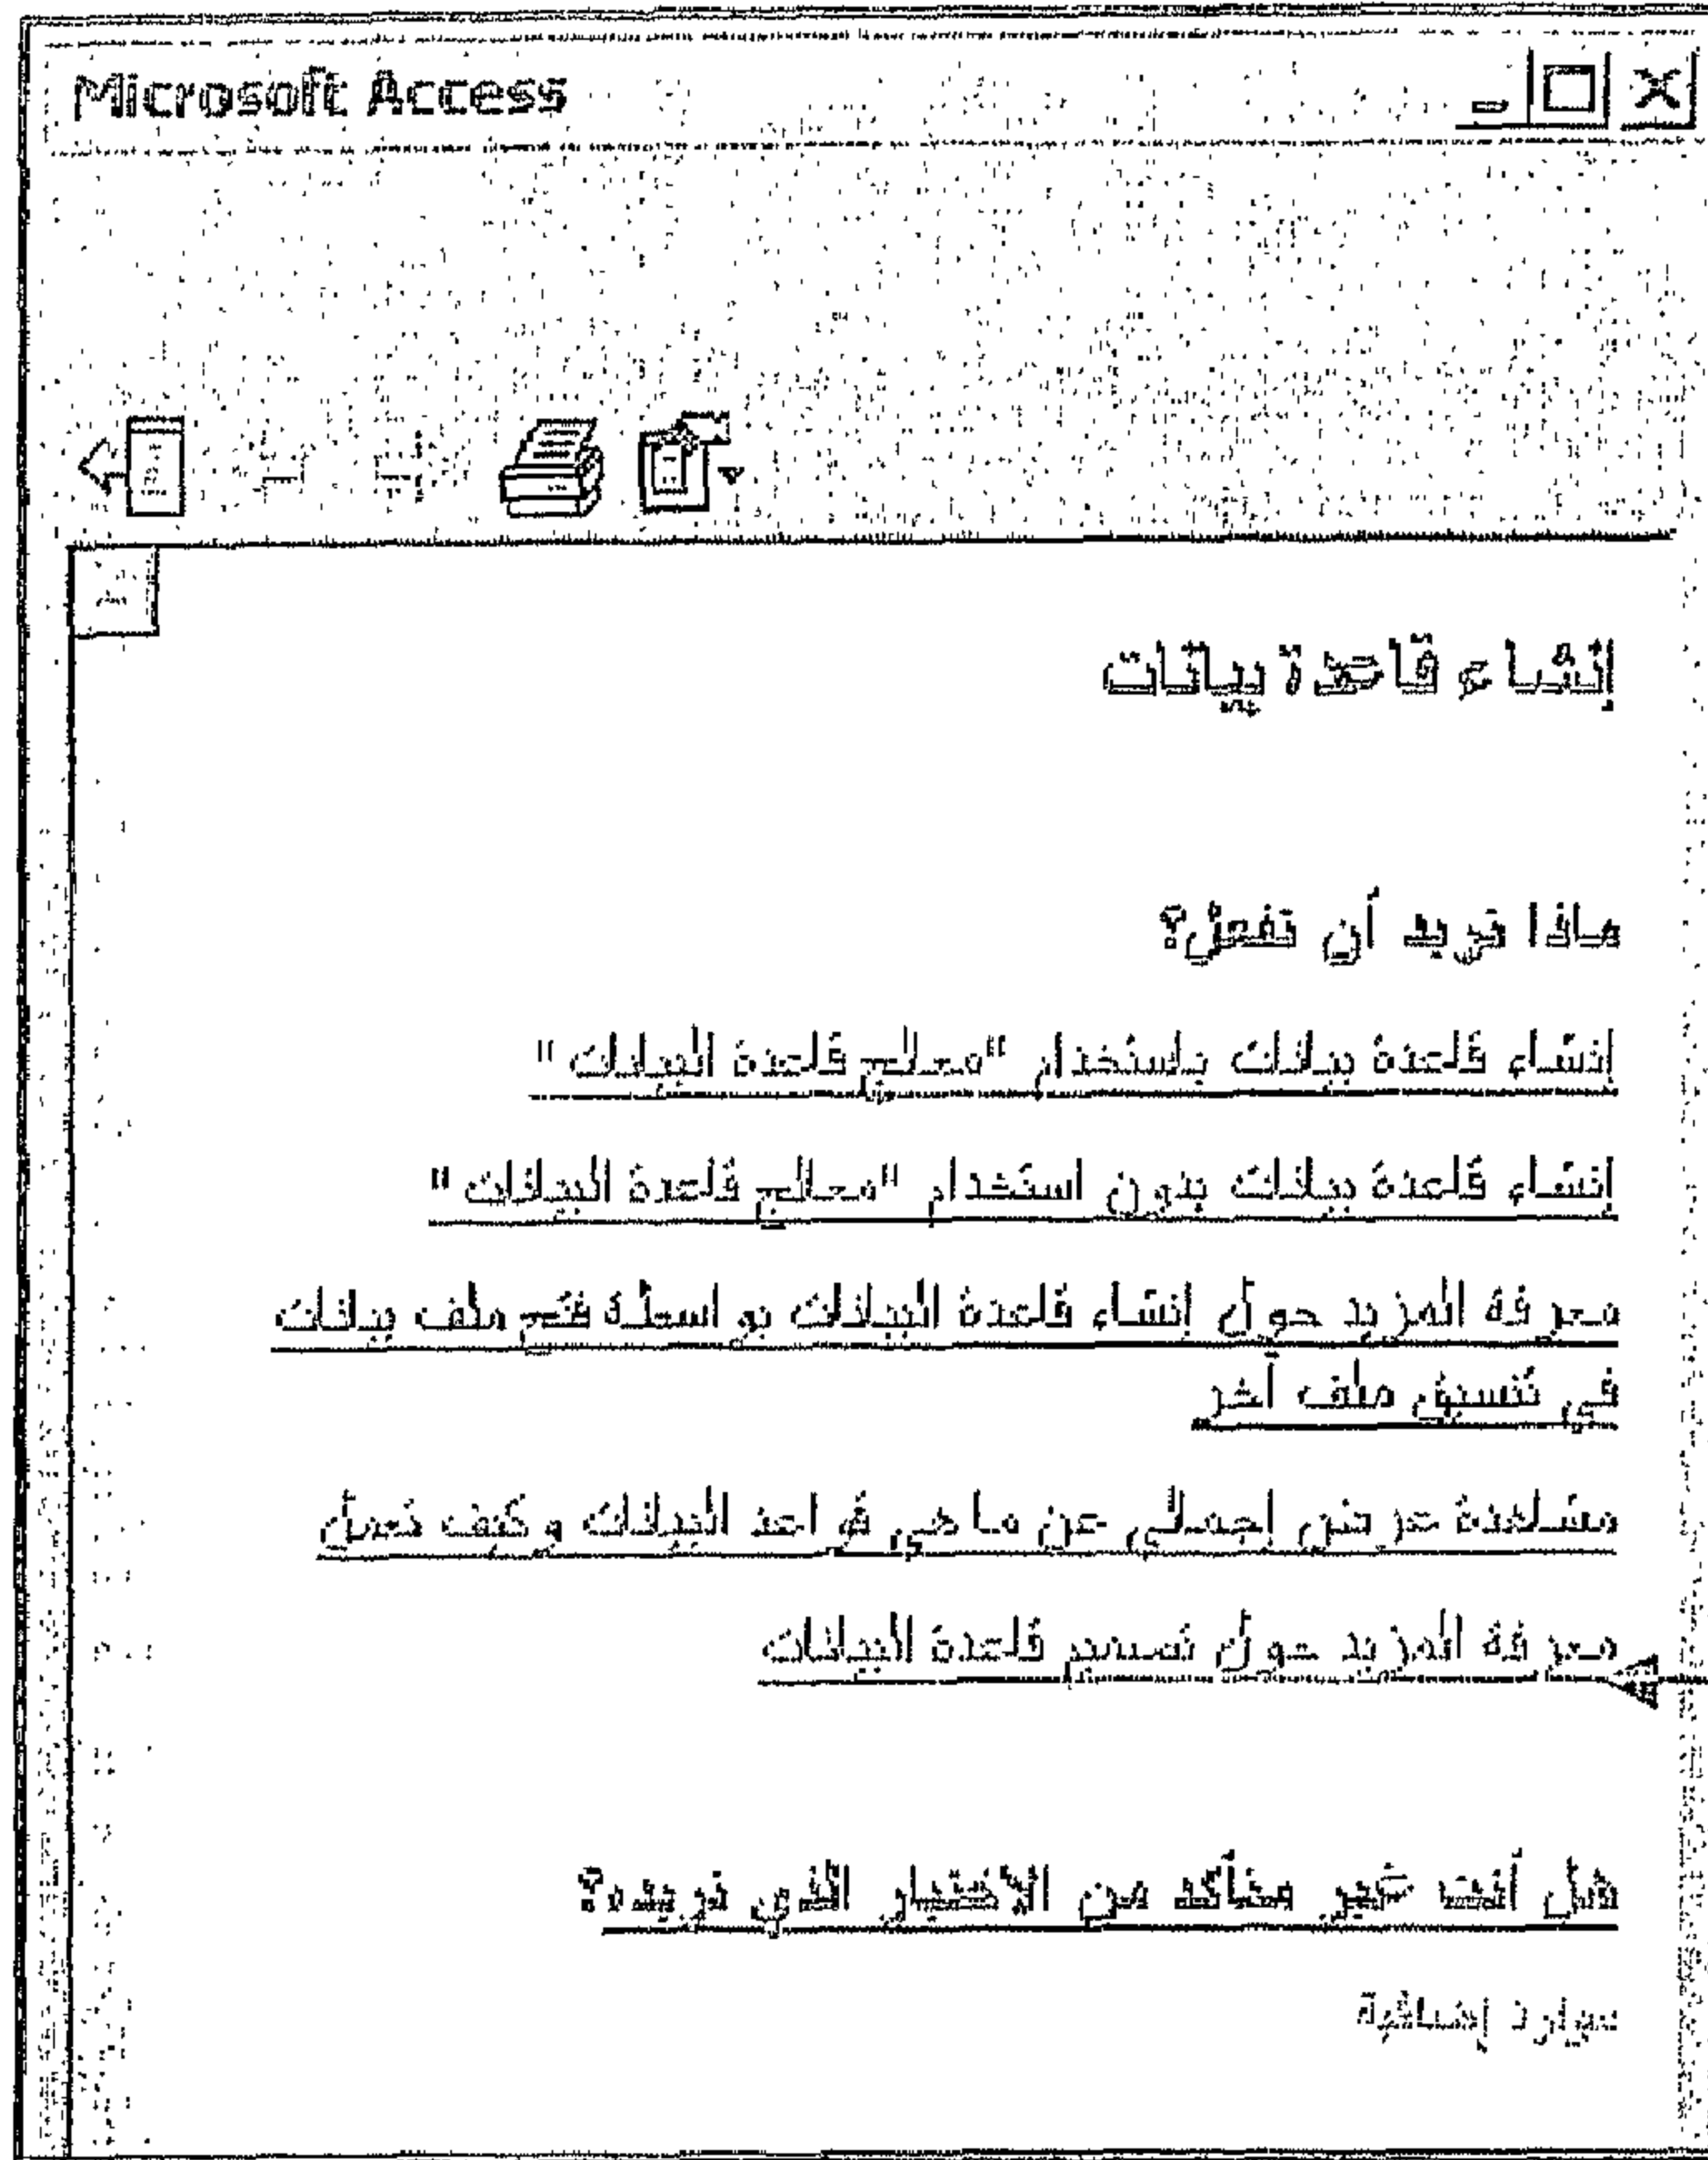 Microsoft Access
إنشاء قاعدة بيانات
ماذا تريد أن تفعل؟
إنشاء قاعدة بيانات باستخدام "معالج قاعدة البيانات"
إنشاء قاعدة بيانات بدون استخدام "معالج قاعدة البيانات"
معرفة المزيد حول إنشاء قاعدة البيانات بواسطة فتح ملف بيانات
في تنسيق ملف آخر
مشاهدة عرض إجمالي عن ما هي قواعد البيانات وكيف تعمل
معرفة المزيد حول تصميم قاعدة البيانات
هل أنت غير متأكد من الاختيار الذي تريده؟
موارد إضافية